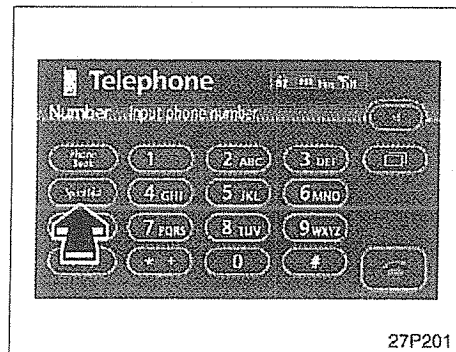 Telephone
Number Input phone number
Phone Book 1 2 ABC 3 DEF
4 GHI 5 JKL 6 MNO
7 PQRS 8 TUV 9 WXYZ
* + 0 #
27P201